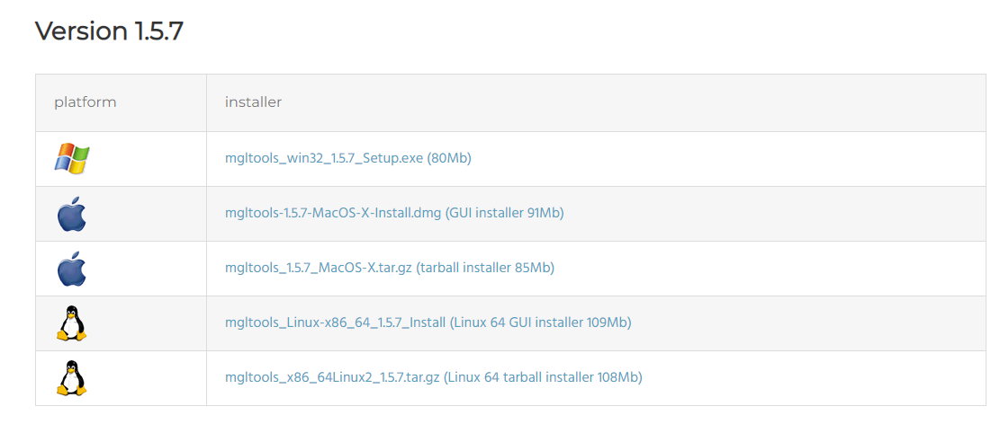 Version 1.5.7
platform installer
mgltools_win32_1.5.7_Setup.exe (80Mb)
mgltools-1.5.7-MacOS-X-Install.dmg (GUI installer 91Mb)
mgltools_1.5.7_MacOS-X.tar.gz (tarball installer 85Mb)
mgltools_Linux-x86_64_1.5.7_Install (Linux 64 GUI installer 109Mb)
mgltools_x86_64Linux2_1.5.7.tar.gz (Linux 64 tarball installer 108Mb)